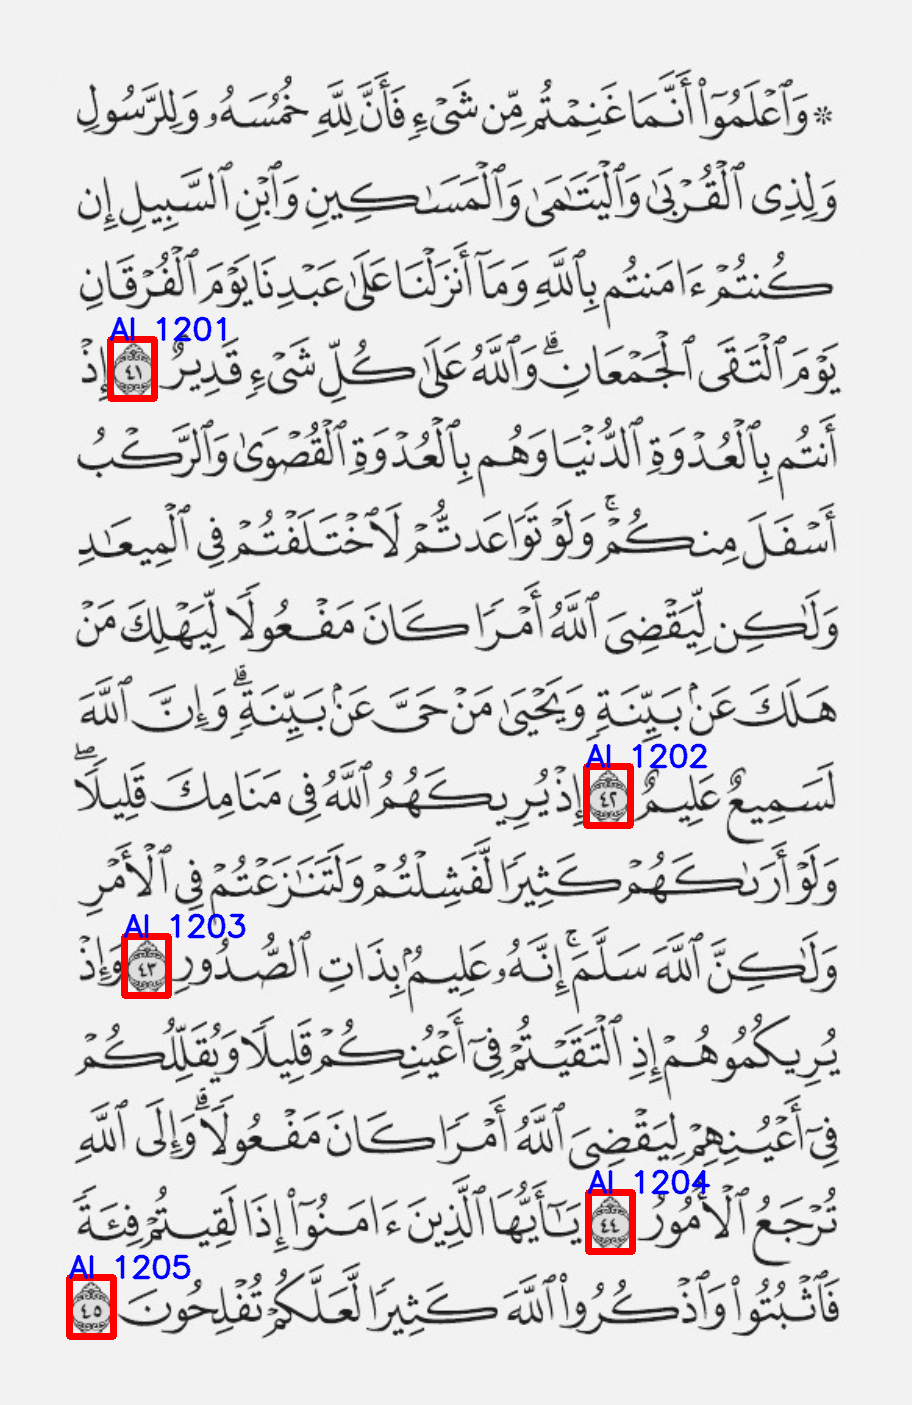 ۞ وَٱعْلَمُوٓا۟ أَنَّمَا غَنِمْتُم مِّن شَىْءٍ فَأَنَّ لِلَّهِ خُمُسَهُۥ وَلِلرَّسُولِ
وَلِذِى ٱلْقُرْبَىٰ وَٱلْيَتَـٰمَىٰ وَٱلْمَسَـٰكِينِ وَٱبْنِ ٱلسَّبِيلِ إِن
كُنتُمْ ءَامَنتُم بِٱللَّهِ وَمَآ أَنزَلْنَا عَلَىٰ عَبْدِنَا يَوْمَ ٱلْفُرْقَانِ
AI 1201
يَوْمَ ٱلْتَقَى ٱلْجَمْعَانِ ۗ وَٱللَّهُ عَلَىٰ كُلِّ شَىْءٍ قَدِيرٌ ٤١ إِذْ
أَنتُم بِٱلْعُدْوَةِ ٱلدُّنْيَا وَهُم بِٱلْعُدْوَةِ ٱلْقُصْوَىٰ وَٱلرَّكْبُ
أَسْفَلَ مِنكُمْ ۚ وَلَوْ تَوَاعَدتُّمْ لَٱخْتَلَفْتُمْ فِى ٱلْمِيعَـٰدِ
وَلَـٰكِن لِّيَقْضِىَ ٱللَّهُ أَمْرًا كَانَ مَفْعُولًا لِّيَهْلِكَ مَنْ
هَلَكَ عَنۢ بَيِّنَةٍ وَيَحْيَىٰ مَنْ حَىَّ عَنۢ بَيِّنَةٍ ۗ وَإِنَّ ٱللَّهَ
AI 1202
لَسَمِيعٌ عَلِيمٌ ٤٢ إِذْ يُرِيكَهُمُ ٱللَّهُ فِى مَنَامِكَ قَلِيلًا ۖ
وَلَوْ أَرَىٰكَهُمْ كَثِيرًا لَّفَشِلْتُمْ وَلَتَنَـٰزَعْتُمْ فِى ٱلْأَمْرِ
AI 1203
وَلَـٰكِنَّ ٱللَّهَ سَلَّمَ ۚ إِنَّهُۥ عَلِيمٌۢ بِذَاتِ ٱلصُّدُورِ ٤٣ وَإِذْ
يُرِيكُمُوهُمْ إِذِ ٱلْتَقَيْتُمْ فِىٓ أَعْيُنِكُمْ قَلِيلًا وَيُقَلِّلُكُمْ
فِىٓ أَعْيُنِهِمْ لِيَقْضِىَ ٱللَّهُ أَمْرًا كَانَ مَفْعُولًا ۗ وَإِلَى ٱللَّهِ
AI 1204
تُرْجَعُ ٱلْأُمُورُ ٤٤ يَـٰٓأَيُّهَا ٱلَّذِينَ ءَامَنُوٓا۟ إِذَا لَقِيتُمْ فِئَةً
AI 1205
فَٱثْبُتُوا۟ وَٱذْكُرُوا۟ ٱللَّهَ كَثِيرًا لَّعَلَّكُمْ تُفْلِحُونَ ٤٥